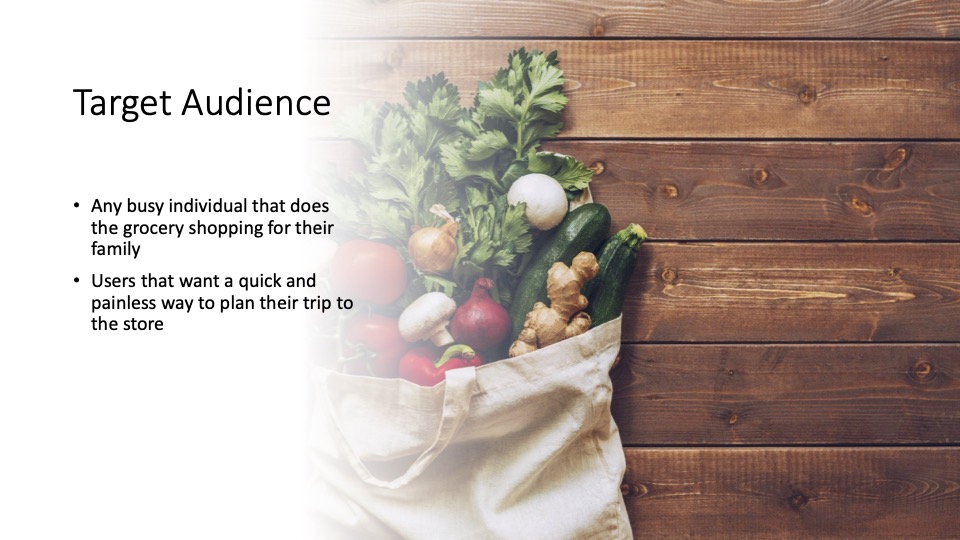 Target Audience
• Any busy individual that does
the grocery shopping for their
family
• Users that want a quick and
painless way to plan their trip to
the store